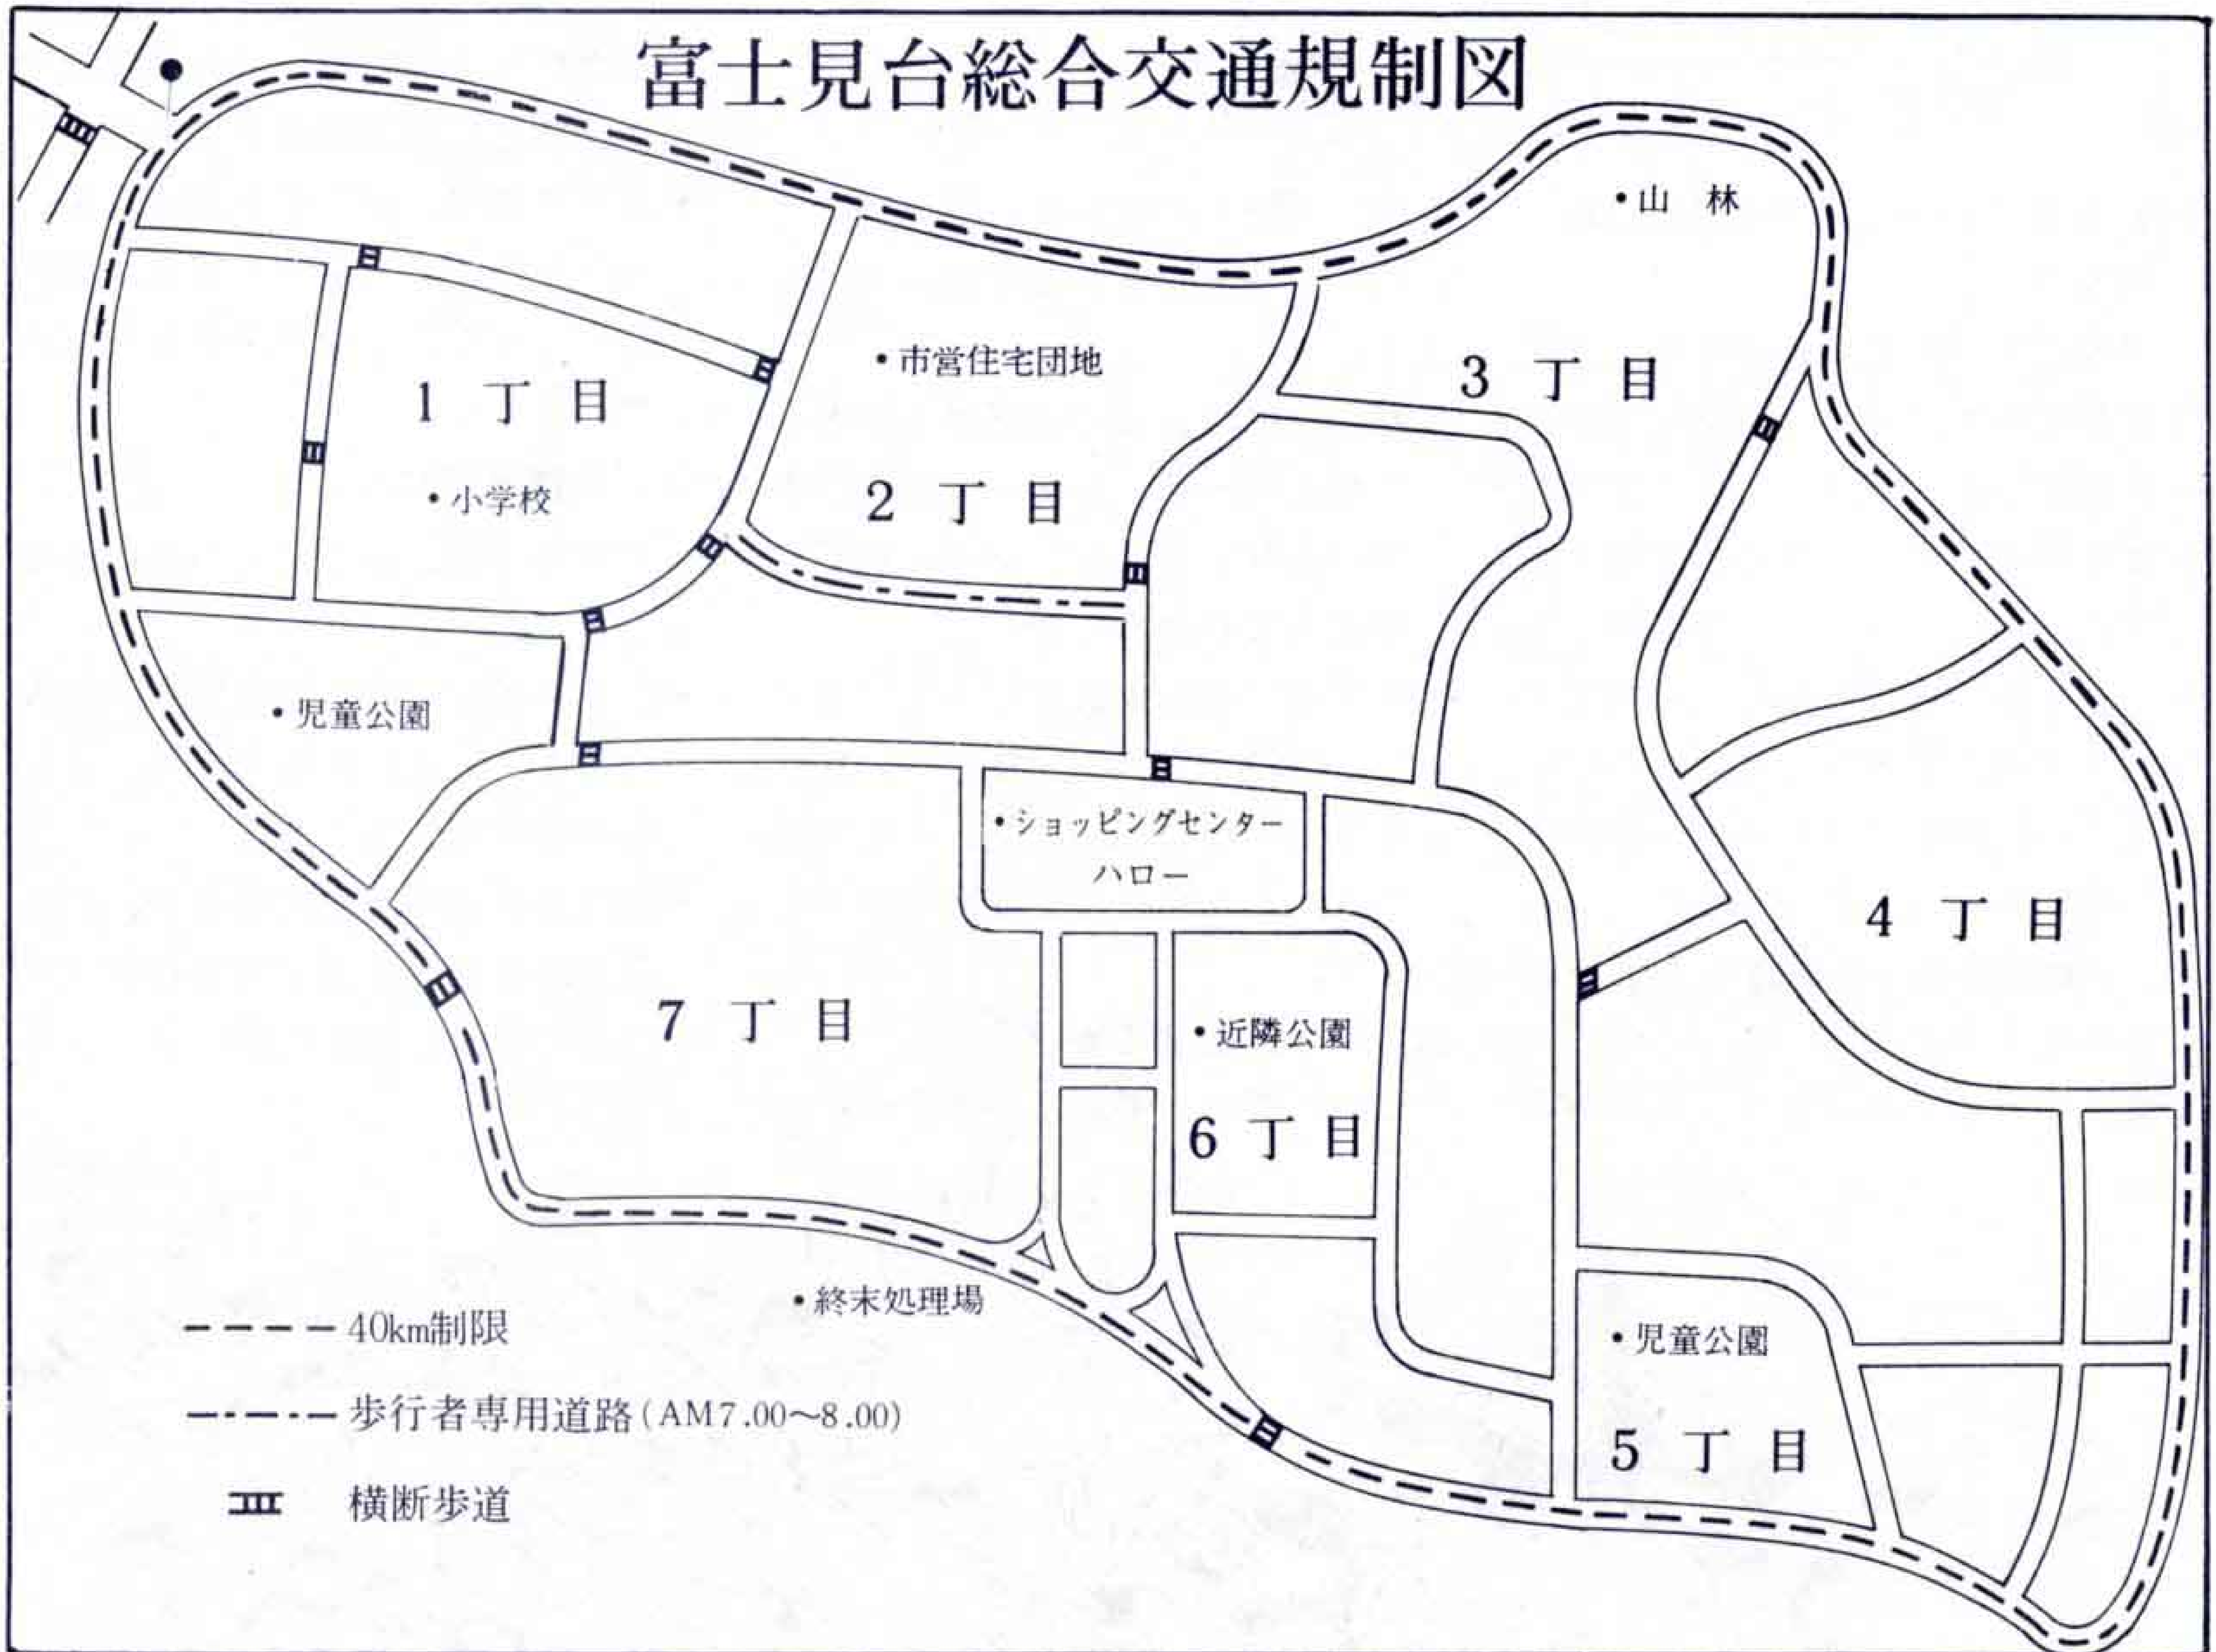 富士見台総合交通規制図
・山 林
・市営住宅団地
3 丁 目
1 丁 目
・小学校
2 丁 目
・児童公園
・ショッピングセンター
ハロー
4 丁 目
7 丁 目
・近隣公園
6 丁 目
・終末処理場
・児童公園
5 丁 目
40km制限
歩行者専用道路(AM7.00〜8.00)
横断歩道